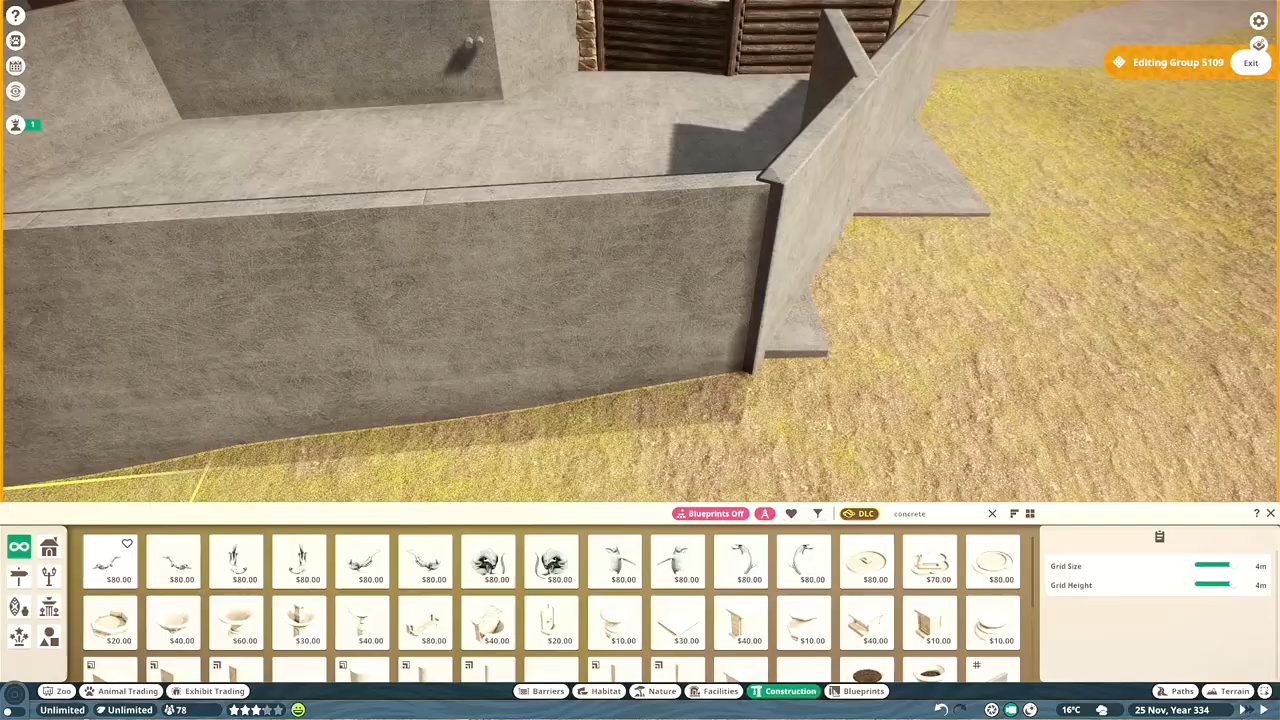 ?
Editing Group 5109 Exit
1
Blueprints Off A DLC concrete ?
$80.00 $80.00 $80.00 $80.00 $80.00 $80.00 $80.00 $80.00 $80.00 $80.00 $80.00 $80.00 $80.00 $70.00 $80.00
Grid Size 4m
Grid Height 4m
$20.00 $40.00 $60.00 $30.00 $40.00 $80.00 $40.00 $20.00 $10.00 $30.00 $40.00 $10.00 $40.00 $10.00 $10.00
Zoo Animal Trading Exhibit Trading Barriers Habitat Nature Facilities Construction Blueprints Paths Terrain
Unlimited Unlimited 78 16°C 25 Nov, Year 334